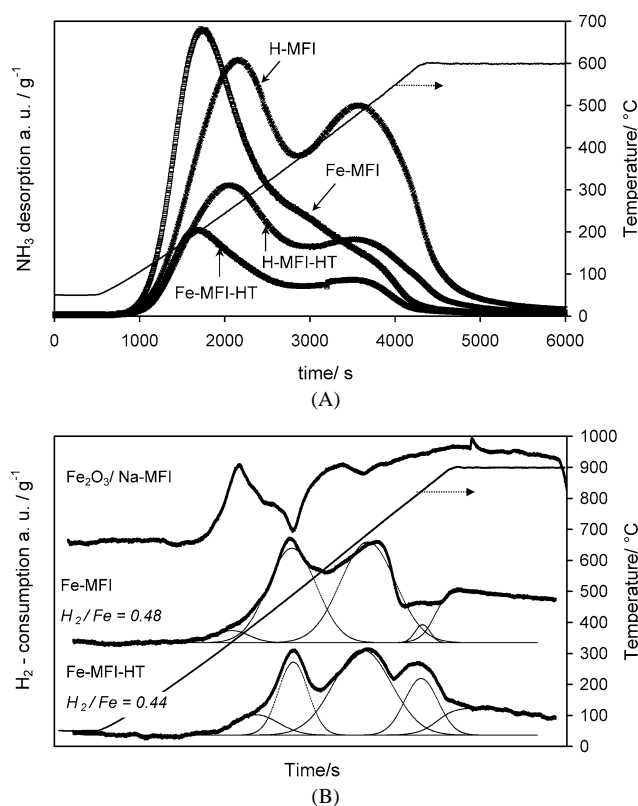 NH₃ desorption a. u. / g⁻¹
Temperature/ °C
700
600
500
400
300
200
100
0
H-MFI
Fe-MFI
H-MFI-HT
Fe-MFI-HT
0 1000 2000 3000 4000 5000 6000
time/ s
(A)
H₂ - consumption a. u. / g⁻¹
Temperature/ °C
1000
900
800
700
600
500
400
300
200
100
0
Fe₂O₃/ Na-MFI
Fe-MFI
H₂ / Fe = 0.48
Fe-MFI-HT
H₂ / Fe = 0.44
Time/s
(B)